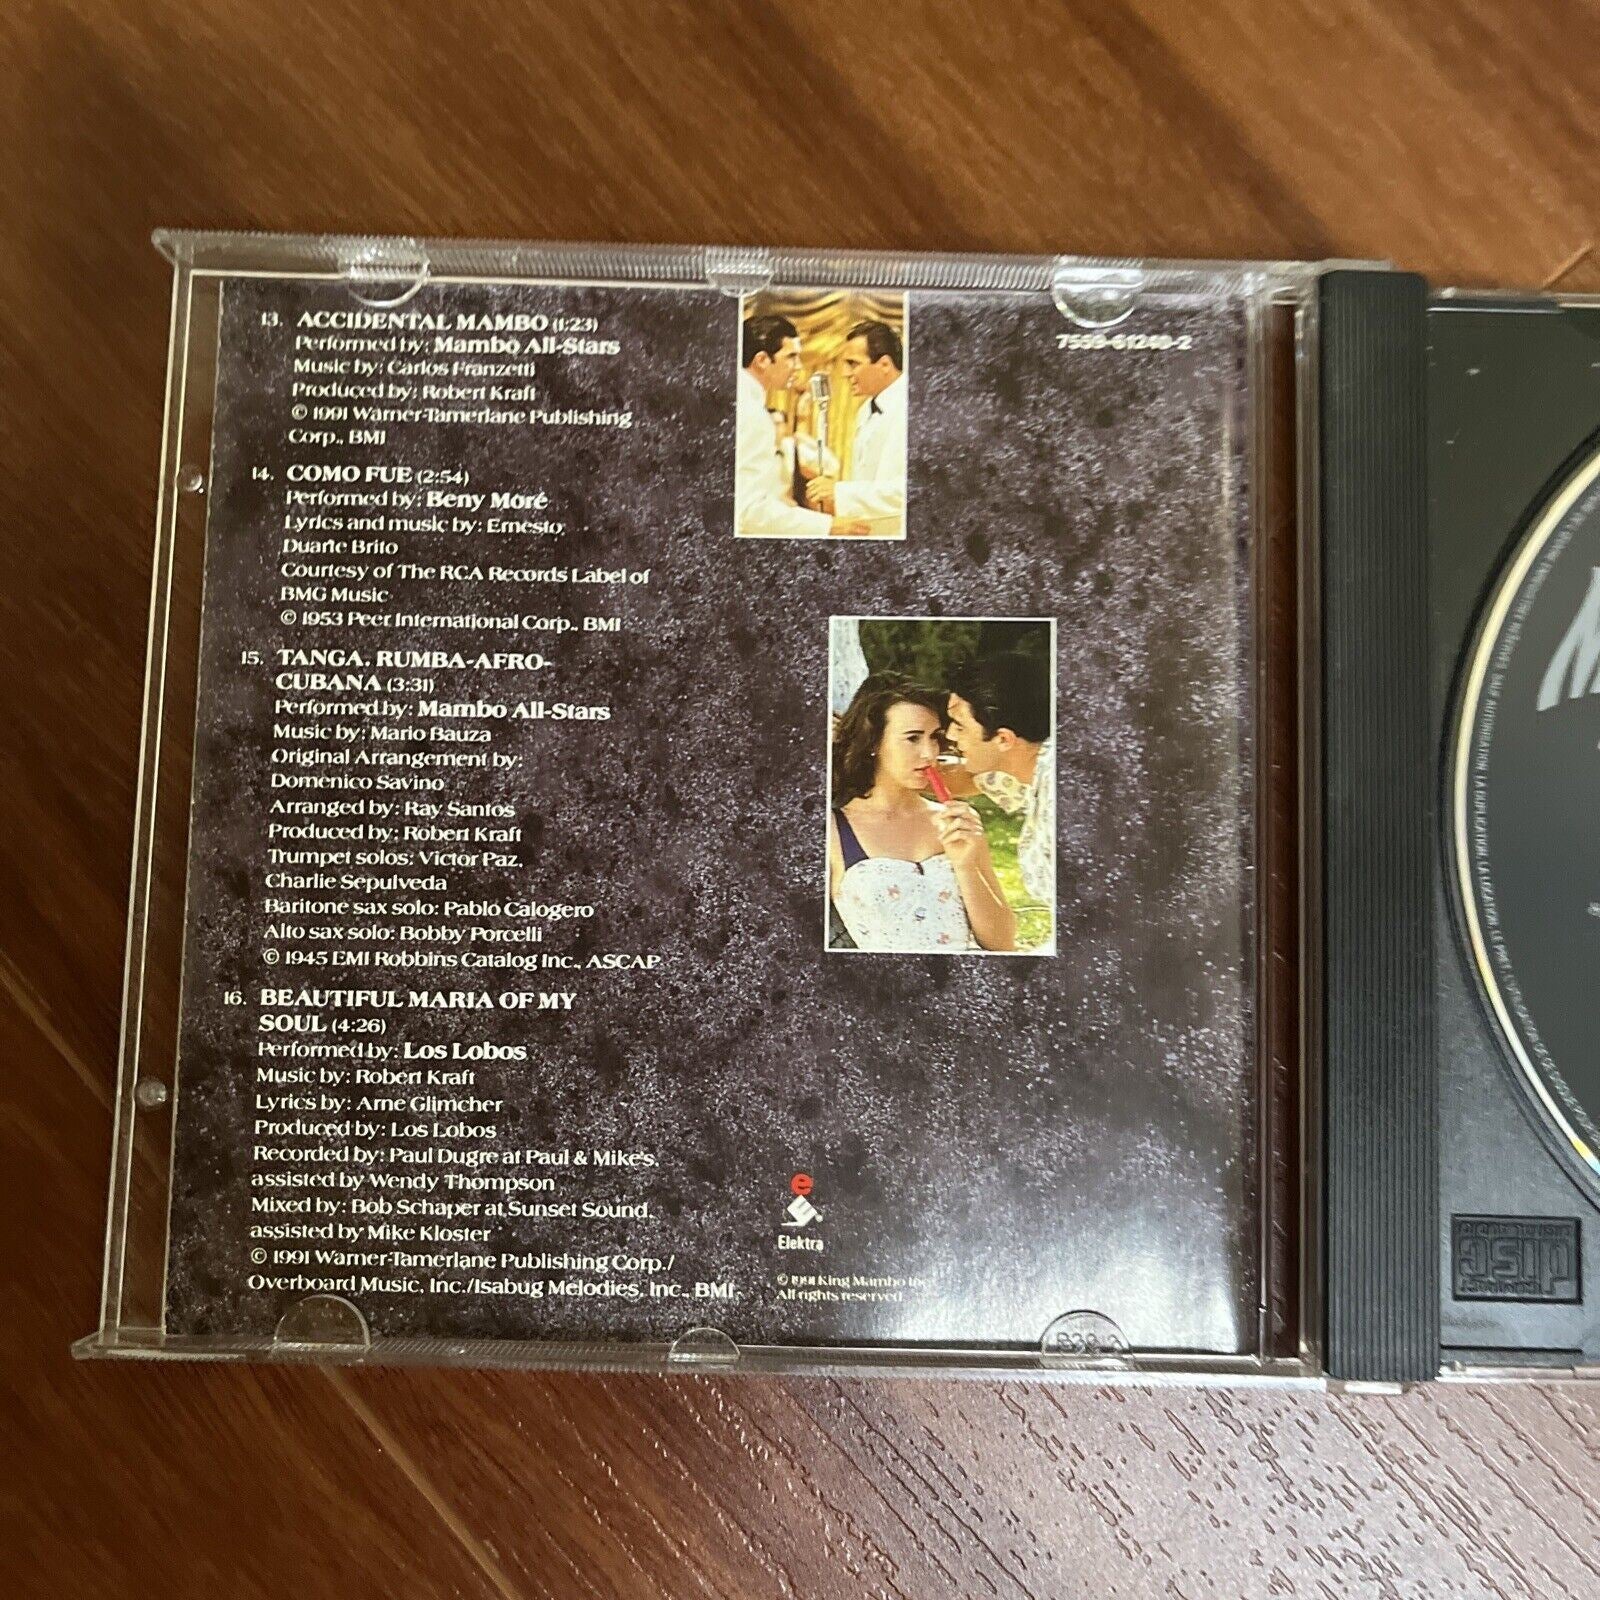 13. ACCIDENTAL MAMBO (1:23)
Performed by: Mambo All-Stars
Music by: Carlos Franzetti
Produced by: Robert Kraft
© 1991 Warner-Tamerlane Publishing
Corp., BMI
14. COMO FUE (2:54)
Performed by: Beny Moré
Lyrics and music by: Ernesto
Duarte Brito
Courtesy of The RCA Records Label of
BMG Music
© 1953 Peer International Corp., BMI
15. TANGA, RUMBA-AFRO-
CUBANA (3:31)
Performed by: Mambo All-Stars
Music by: Mario Bauza
Original Arrangement by:
Domenico Savino
Arranged by: Ray Santos
Produced by: Robert Kraft
Trumpet solos: Victor Paz,
Charlie Sepulveda
Baritone sax solo: Pablo Calogero
Alto sax solo: Bobby Porcelli
© 1945 EMI Robbins Catalog Inc., ASCAP
16. BEAUTIFUL MARIA OF MY
SOUL (4:26)
Performed by: Los Lobos
Music by: Robert Kraft
Lyrics by: Arne Glimcher
Produced by: Los Lobos
Recorded by: Paul Dugre at Paul & Mike's,
assisted by Wendy Thompson
Mixed by: Bob Schaper at Sunset Sound,
assisted by Mike Kloster
© 1991 Warner-Tamerlane Publishing Corp./
Overboard Music, Inc./Isabug Melodies, Inc., BMI
7559-61240-2
e
Elektra
© 1991 King Mambo Inc.
All rights reserved
COMPACT
disc
DIGITAL AUDIO